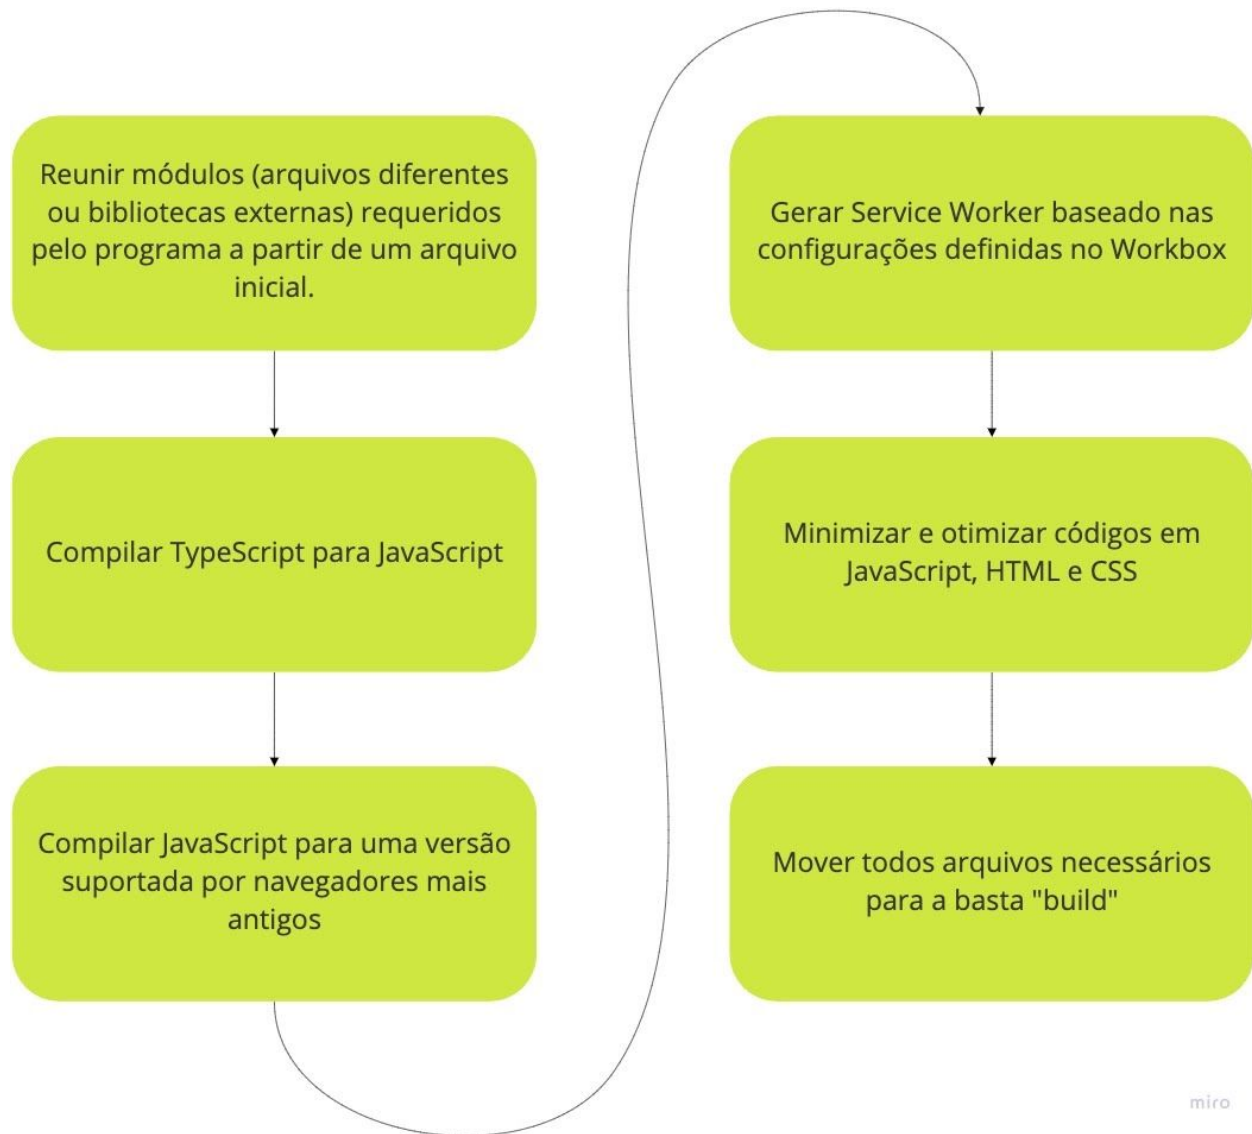 Reunir módulos (arquivos diferentes
ou bibliotecas externas) requeridos
pelo programa a partir de um arquivo
inicial.
Compilar TypeScript para JavaScript
Compilar JavaScript para uma versão
suportada por navegadores mais
antigos
Gerar Service Worker baseado nas
configurações definidas no Workbox
Minimizar e otimizar códigos em
JavaScript, HTML e CSS
Mover todos arquivos necessários
para a basta "build"
miro